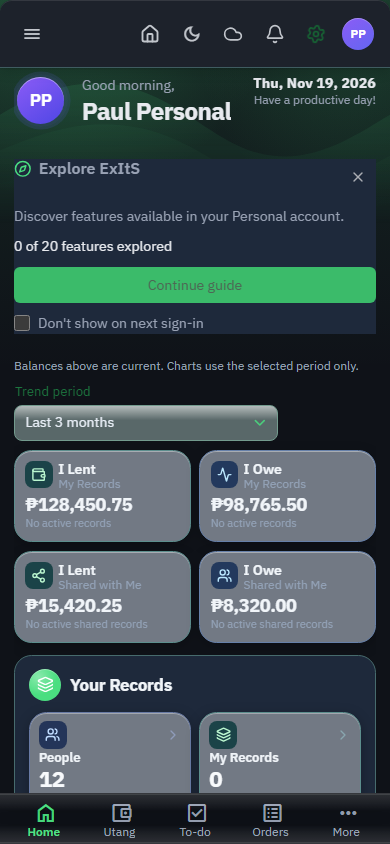 PP
Good morning,
Paul Personal
Thu, Nov 19, 2026
Have a productive day!
PP
Explore ExItS
Discover features available in your Personal account.
0 of 20 features explored
Continue guide
Don't show on next sign-in
Balances above are current. Charts use the selected period only.
Trend period
Last 3 months
I Lent
My Records
₱128,450.75
No active records
I Owe
My Records
₱98,765.50
No active records
I Lent
Shared with Me
₱15,420.25
No active shared records
I Owe
Shared with Me
₱8,320.00
No active shared records
Your Records
People
12
My Records
0
Home
Utang
To-do
Orders
More